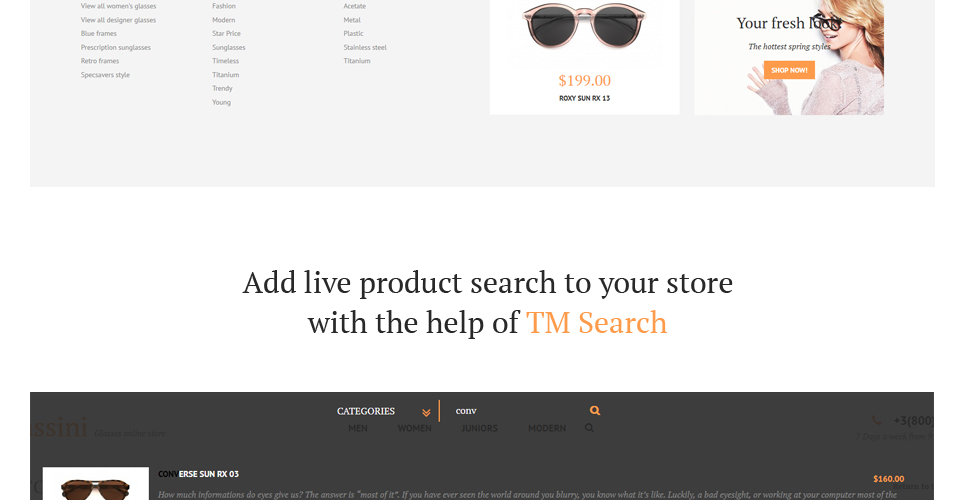 View all women's glasses
View all designer glasses
Blue frames
Prescription sunglasses
Retro frames
Specsavers style
Fashion
Modern
Star Price
Sunglasses
Timeless
Titanium
Trendy
Young
Acetate
Metal
Plastic
Stainless steel
Titanium
$199.00
ROXY SUN RX 13
Your fresh look!
The hottest spring styles
SHOP NOW!
Add live product search to your store
with the help of TM Search
CATEGORIES
conv
ssini
+3(800)
MEN WOMEN JUNIORS MODERN
CONVERSE SUN RX 03
$160.00
How much informations do eyes give us? The answer is “most of it”. If you have ever seen the world around you blurry, you know what it's like. Luckily, a bad eyesight, or working at your computer most of the